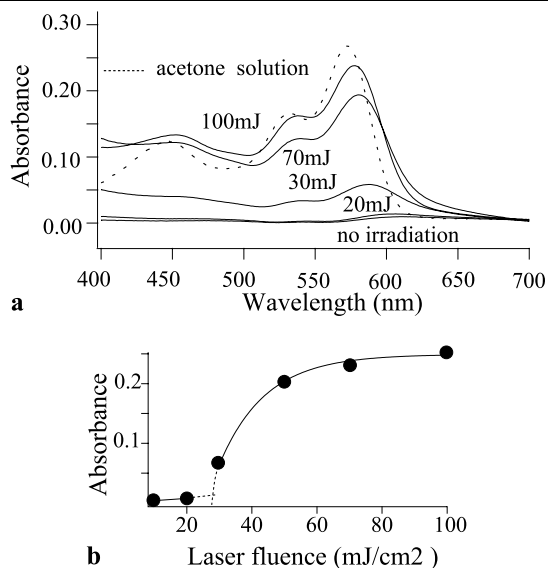 0.30
acetone solution
0.20
100mJ
0.10
70mJ
30mJ
20mJ
0.00
no irradiation
Absorbance
400 450 500 550 600 650 700
Wavelength (nm)
a
0.2
0.1
Absorbance
20 40 60 80 100
b Laser fluence (mJ/cm2 )